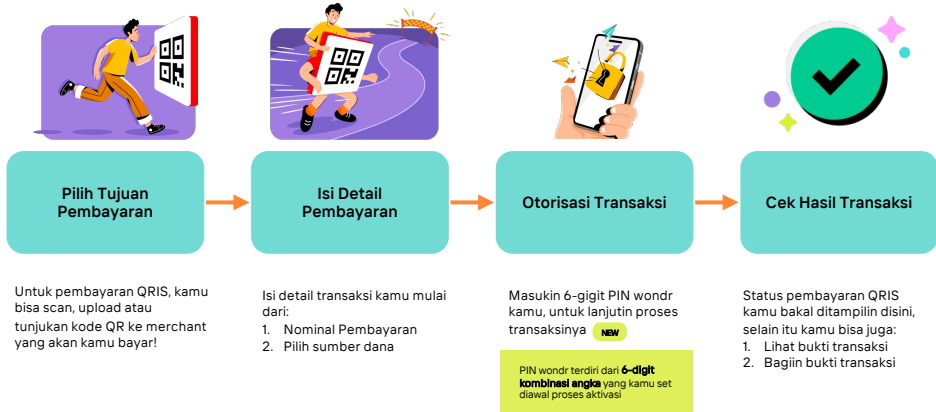 Pilih Tujuan
Pembayaran
Isi Detail
Pembayaran
Otorisasi Transaksi
Cek Hasil Transaksi
Untuk pembayaran QRIS, kamu
bisa scan, upload atau
tunjukan kode QR ke merchant
yang akan kamu bayar!
Isi detail transaksi kamu mulai
dari:
1. Nominal Pembayaran
2. Pilih sumber dana
Masukin 6-gigit PIN wondr
kamu, untuk lanjutin proses
transaksinya NEW
PIN wondr terdiri dari 6-digit
kombinasi angka yang kamu set
diawal proses aktivasi
Status pembayaran QRIS
kamu bakal ditampilin disini,
selain itu kamu bisa juga:
1. Lihat bukti transaksi
2. Bagiin bukti transaksi